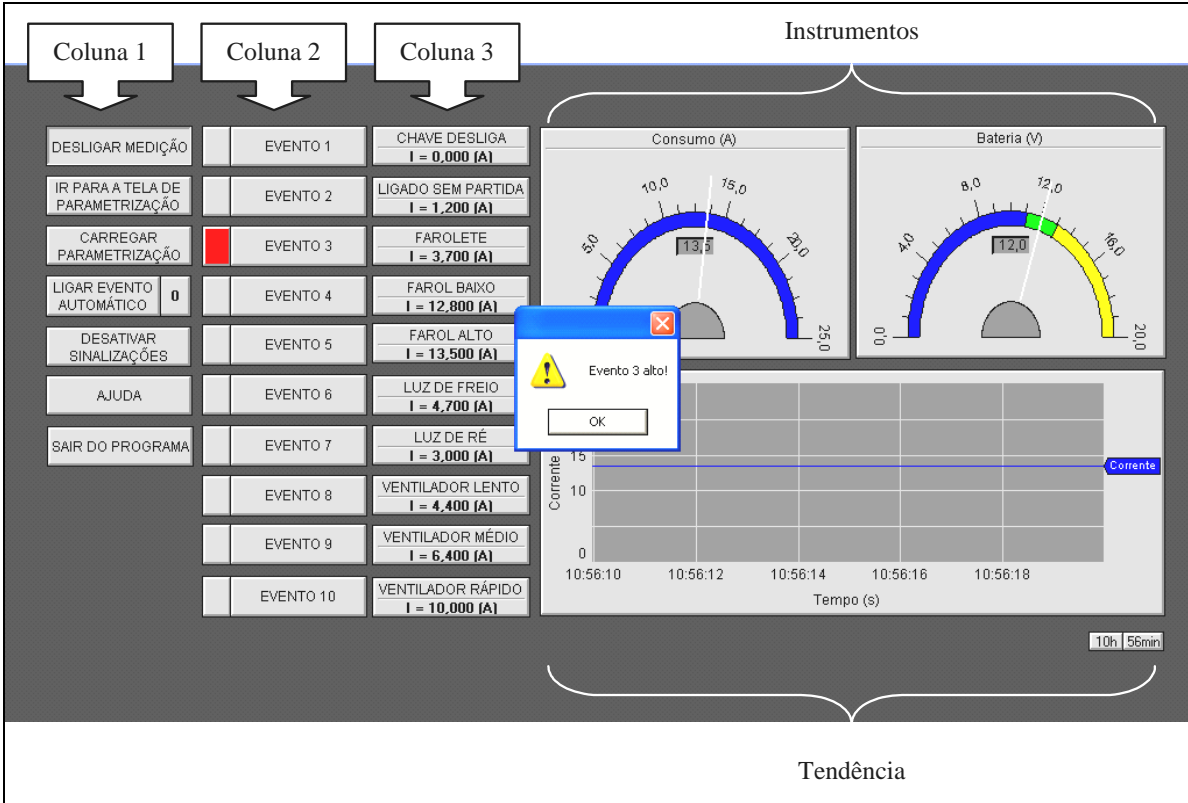 Instrumentos
Coluna 1
Coluna 2
Coluna 3
DESLIGAR MEDIÇÃO
IR PARA A TELA DE
PARAMETRIZAÇÃO
CARREGAR
PARAMETRIZAÇÃO
LIGAR EVENTO
AUTOMÁTICO
0
DESATIVAR
SINALIZAÇÕES
AJUDA
SAIR DO PROGRAMA
EVENTO 1
EVENTO 2
EVENTO 3
EVENTO 4
EVENTO 5
EVENTO 6
EVENTO 7
EVENTO 8
EVENTO 9
EVENTO 10
CHAVE DESLIGA
I = 0,000 (A)
LIGADO SEM PARTIDA
I = 1,200 (A)
FAROLETE
I = 3,700 (A)
FAROL BAIXO
I = 12,800 (A)
FAROL ALTO
I = 13,500 (A)
LUZ DE FREIO
I = 4,700 (A)
LUZ DE RÉ
I = 3,000 (A)
VENTILADOR LENTO
I = 4,400 (A)
VENTILADOR MÉDIO
I = 6,400 (A)
VENTILADOR RÁPIDO
I = 10,000 (A)
Consumo (A)
5,0
10,0
15,0
20,0
25,0
13,5
Bateria (V)
0,0
4,0
8,0
12,0
16,0
20,0
12,0
Evento 3 alto!
OK
Corrente
15
10
0
Corrente
10:56:10
10:56:12
10:56:14
10:56:16
10:56:18
Tempo (s)
10h
56min
Tendência